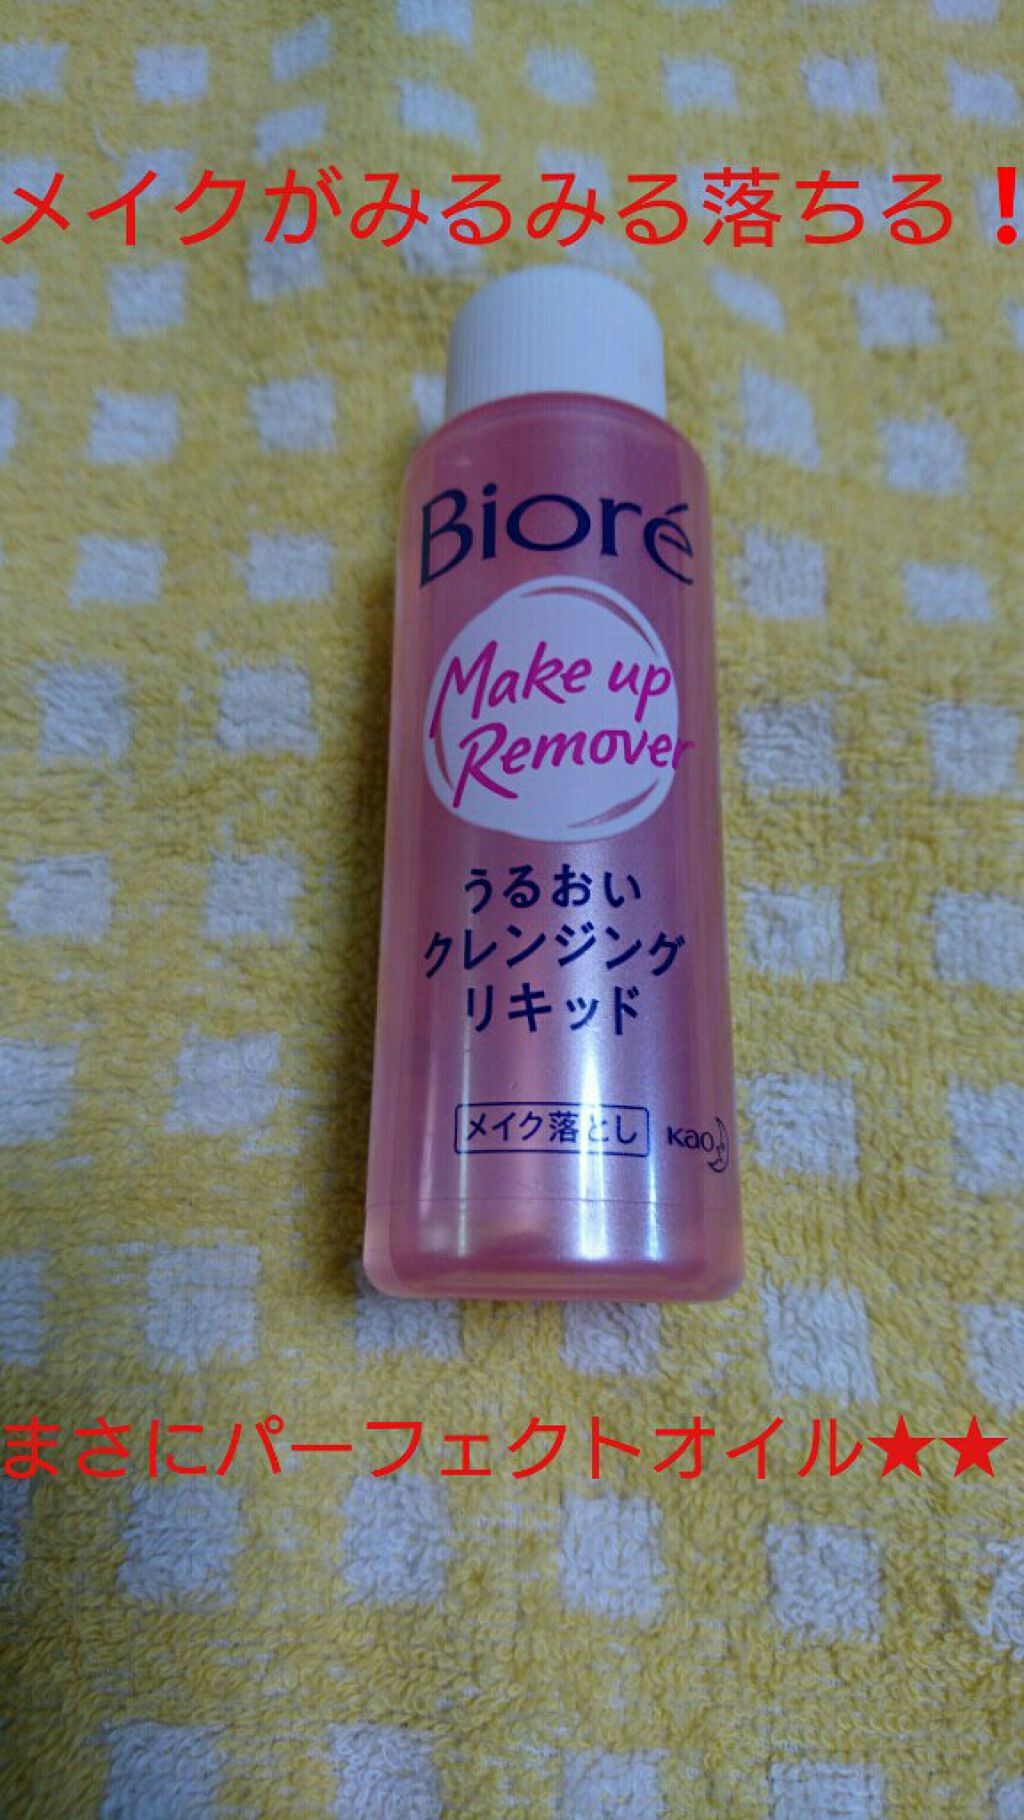 メイクがみるみる落ちる❗
Bioré
Make up
Remover
うるおい
クレンジング
リキッド
メイク落とし
Kao
まさにパーフェクトオイル★★